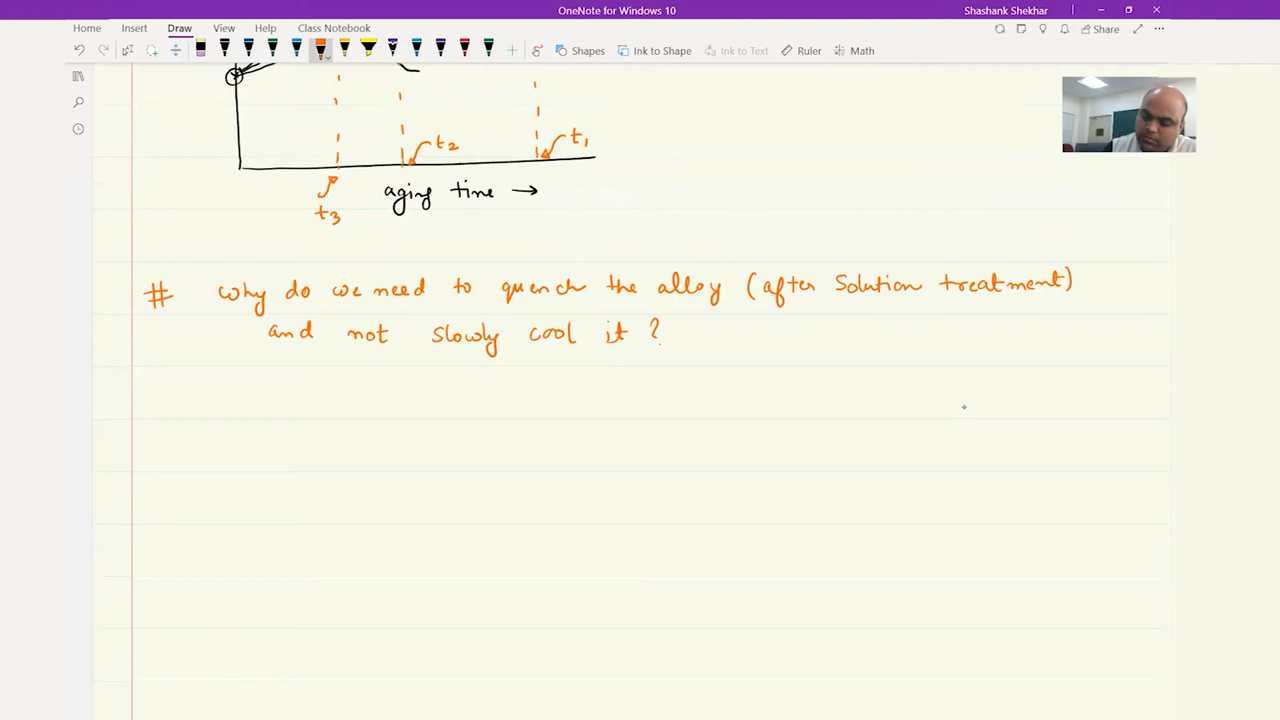 OneNote for Windows 10
Shashank Shekhar
Home Insert Draw View Help Class Notebook
Share
Shapes Ink to Shape Ink to Text Ruler Math
t2
t1
aging time →
t3
# Why do we need to quench the alloy (after Solution treatment)
and not slowly cool it ?